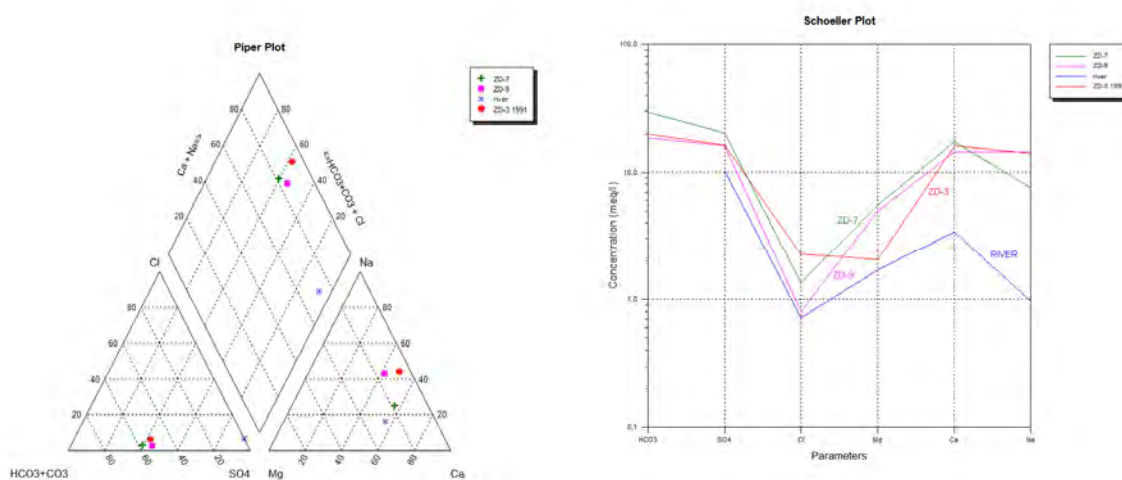 Piper Plot
ZD-7
ZD-9
river
ZD-3 1991
80
80
60
60
40
40
20
20
Ca + Na=>
<=HCO3+CO3 + Cl
Cl
Na
80
80
60
60
40
40
20
20
80
60
40
20
20
40
60
80
HCO3+CO3
SO4
Mg
Ca
Schoeller Plot
ZD-7
ZD-9
river
ZD-3 199
100.0
10.0
1.0
0.1
Concentration (meq/l)
ZD-7
ZD-3
ZD-9
RIVER
HCO3
SO4
Cl
Mg
Ca
Na
Parameters